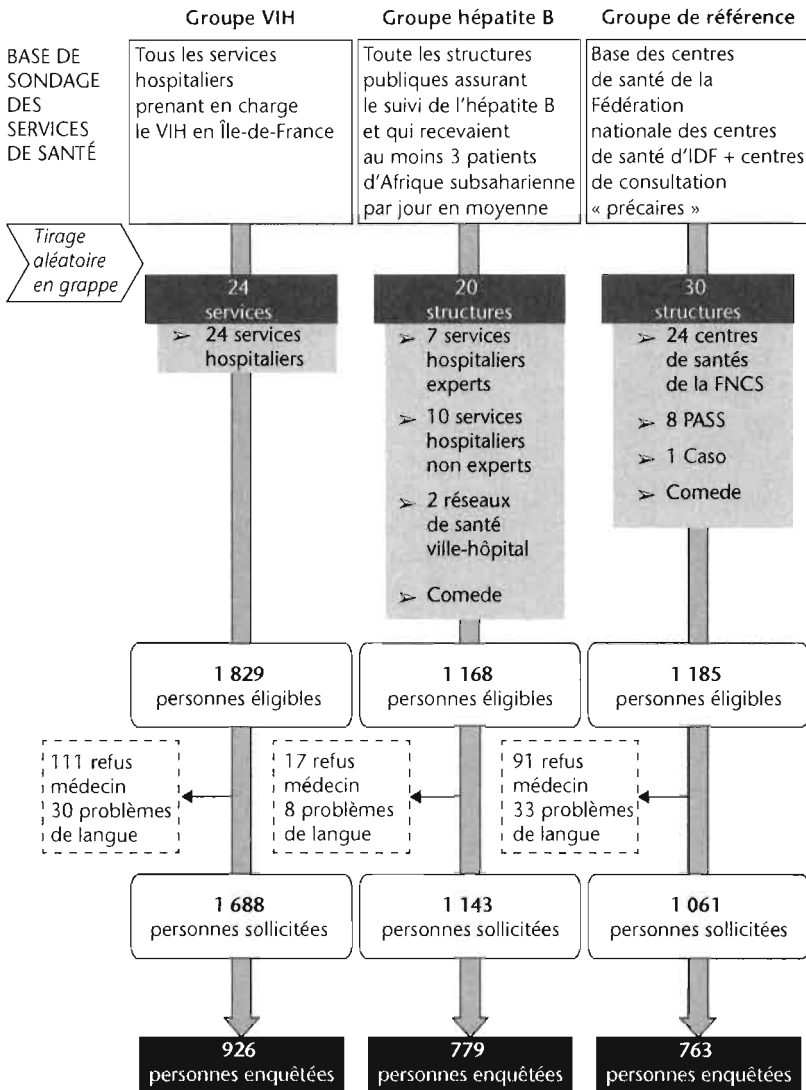 Groupe VIH
Groupe hépatite B
Groupe de référence
BASE DE
SONDAGE
DES
SERVICES
DE SANTÉ
Tous les services
hospitaliers
prenant en charge
le VIH en Île-de-France
Toute les structures
publiques assurant
le suivi de l'hépatite B
et qui recevaient
au moins 3 patients
d'Afrique subsaharienne
par jour en moyenne
Base des centres
de santé de la
Fédération
nationale des centres
de santé d'IDF + centres
de consultation
« précaires »
Tirage
aléatoire
en grappe
24
services
➢ 24 services
hospitaliers
20
structures
➢ 7 services
hospitaliers
experts
➢ 10 services
hospitaliers
non experts
➢ 2 réseaux
de santé
ville-hôpital
➢ Comede
30
structures
➢ 24 centres
de santés
de la FNCS
➢ 8 PASS
➢ 1 Caso
➢ Comede
1 829
personnes éligibles
1 168
personnes éligibles
1 185
personnes éligibles
111 refus
médecin
30 problèmes
de langue
17 refus
médecin
8 problèmes
de langue
91 refus
médecin
33 problèmes
de langue
1 688
personnes sollicitées
1 143
personnes sollicitées
1 061
personnes sollicitées
926
personnes enquêtées
779
personnes enquêtées
763
personnes enquêtées